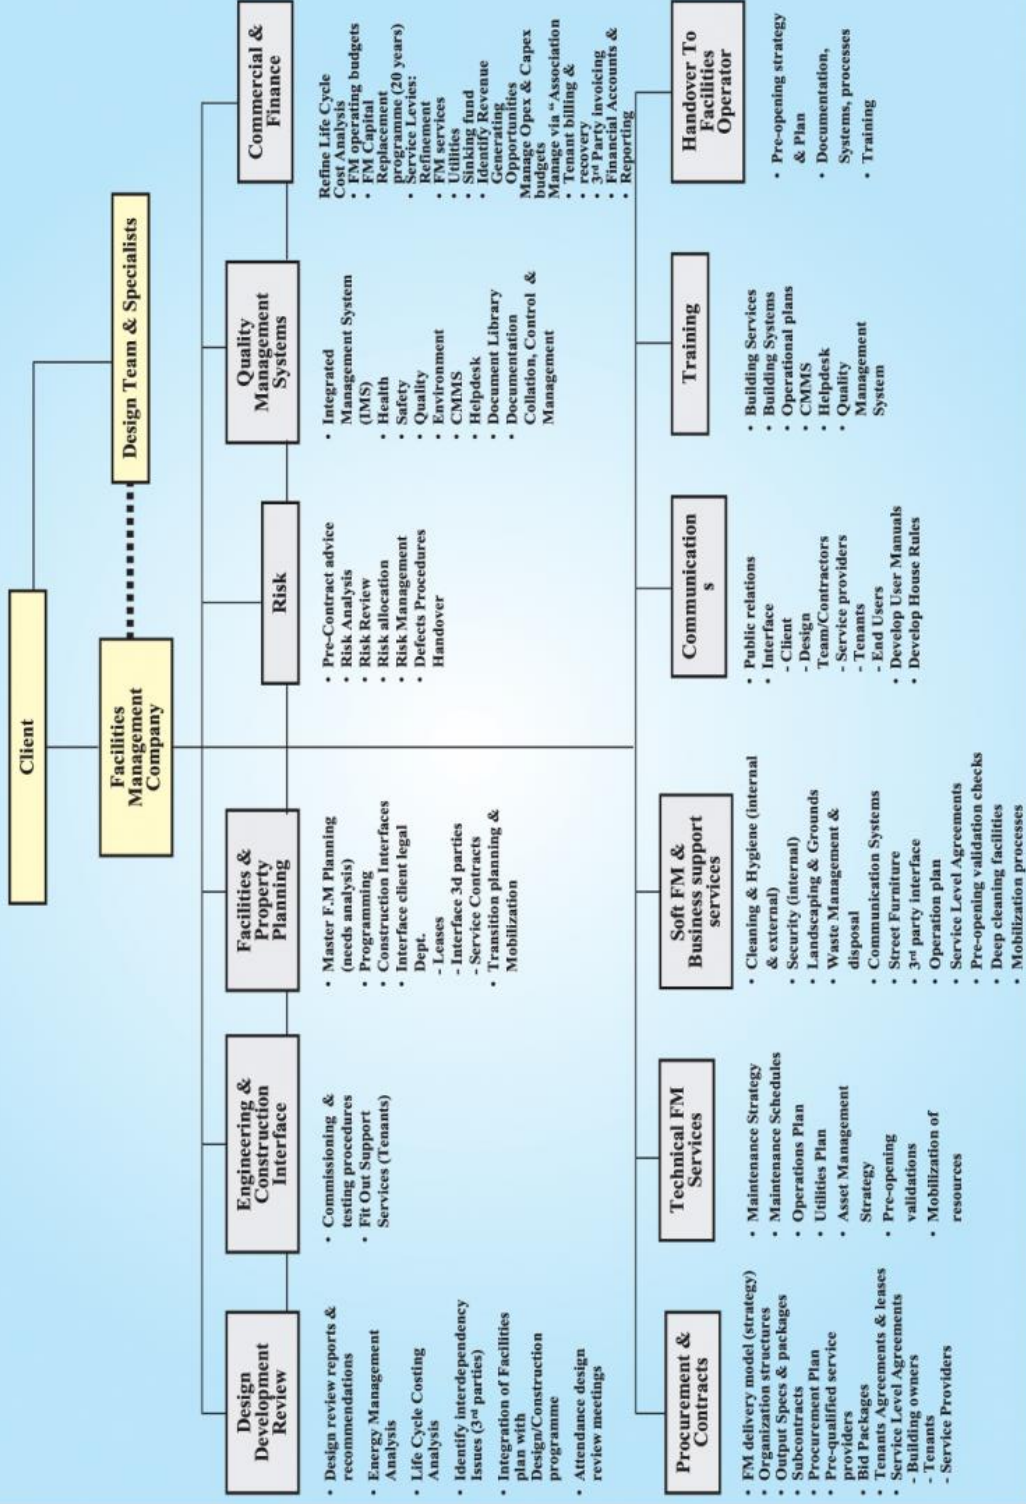 Client
Facilities
Management
Company
Design Team & Specialists
Design
Development
Review
• Design review reports &
recommendations
• Energy Management
Analysis
• Life Cycle Costing
Analysis
• Identify interdependency
Issues (3rd parties)
• Integration of Facilities
plan with
Design/Construction
programme
• Attendance design
review meetings
Engineering &
Construction
Interface
• Commissioning &
testing procedures
• Fit Out Support
Services (Tenants)
Facilities &
Property
Planning
• Master F.M Planning
(needs analysis)
• Programming
• Construction Interfaces
• Interface client legal
Dept.
- Leases
- Interface 3d parties
- Service Contracts
• Transition planning &
Mobilization
Risk
• Pre-Contract advice
• Risk Analysis
• Risk Review
• Risk allocation
• Risk Management
• Defects Procedures
Handover
Quality
Management
Systems
• Integrated
Management System
(IMS)
• Health
• Safety
• Quality
• Environment
• CMMS
• Helpdesk
• Document Library
• Documentation
Collation, Control &
Management
Commercial &
Finance
Refine Life Cycle
Cost Analysis
• FM operating budgets
• FM Capital
Replacement
programme (20 years)
• Service Levies:
Refinement
• FM services
• Utilities
• Sinking fund
• Identify Revenue
Generating
Opportunities
Manage Opex & Capex
budgets
Manage via "Association
• Tenant billing &
recovery
• 3rd Party invoicing
• Financial Accounts &
• Reporting
Procurement &
Contracts
• FM delivery model (strategy)
• Organization structures
• Output Specs & packages
• Subcontracts
• Procurement Plan
• Pre-qualified service
providers
• Bid Packages
• Tenants Agreements & leases
• Service Level Agreements
- Building owners
- Tenants
- Service Providers
Technical FM
Services
• Maintenance Strategy
• Maintenance Schedules
• Operations Plan
• Utilities Plan
• Asset Management
Strategy
• Pre-opening
validations
• Mobilization of
resources
Soft FM &
Business support
services
• Cleaning & Hygiene (internal
& external)
• Security (internal)
• Landscaping & Grounds
• Waste Management &
disposal
• Communication Systems
• Street Furniture
• 3rd party interface
• Operation plan
• Service Level Agreements
• Pre-opening validation checks
• Deep cleaning facilities
• Mobilization processes
Communication
s
• Public relations
• Interface
- Client
- Design
Team/Contractors
- Service providers
- Tenants
- End Users
• Develop User Manuals
• Develop House Rules
Training
• Building Services
• Building Systems
• Operational plans
• CMMS
• Helpdesk
• Quality
Management
System
Handover To
Facilities
Operator
• Pre-opening strategy
& Plan
• Documentation,
Systems, processes
• Training